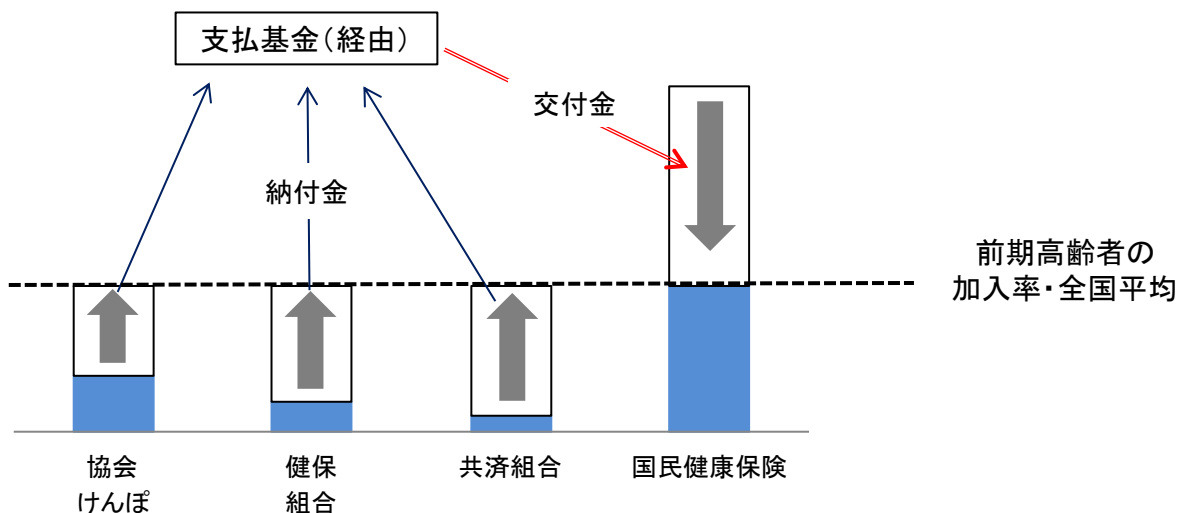 支払基金（経由）
交付金
納付金
前期高齢者の
加入率・全国平均
協会
けんぽ
健保
組合
共済組合
国民健康保険